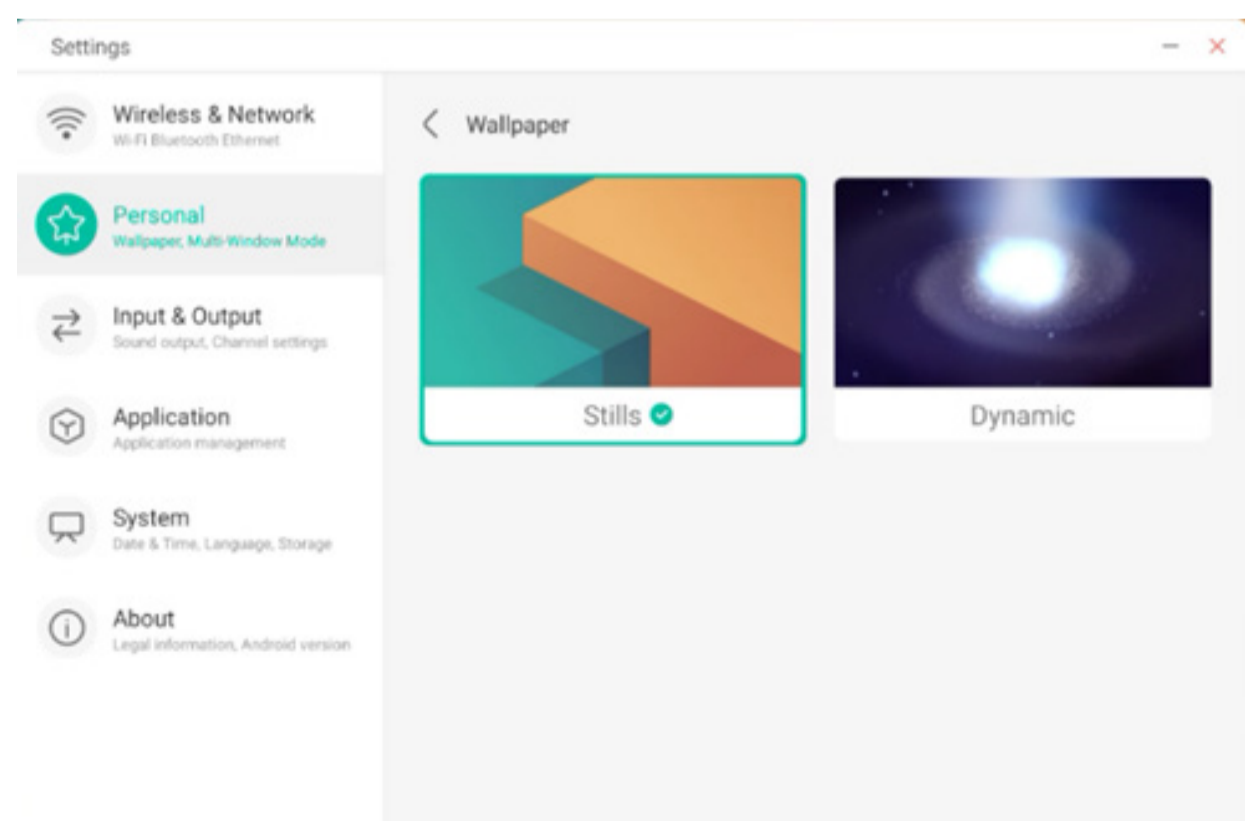 Settings
Wireless & Network
Wi-Fi Bluetooth Ethernet
Personal
Wallpaper, Multi-Window Mode
Input & Output
Sound output, Channel settings
Application
Application management
System
Date & Time, Language, Storage
About
Legal information, Android version
Wallpaper
Stills
Dynamic